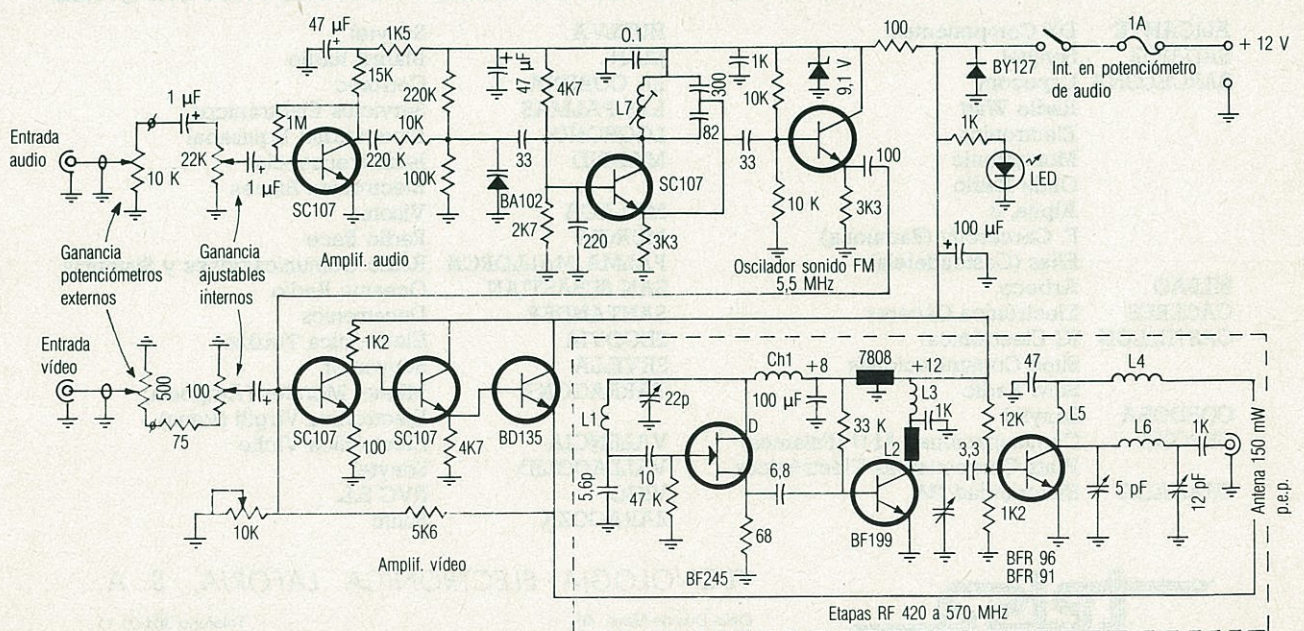 47 µF
1K5
0.1
100
1A
+ 12 V
BY127
Int. en potenciómetro
de audio
15K
220K
47 µF
4K7
L7
300
82
1K
10K
9,1 V
1 µF
1M
22K
µF
10 K
Entrada
audio
220 K
10K
100K
33
BA102
2K7
220
SC107
3K3
33
10 K
100
3K3
1K
LED
100 µF
SC107
Amplif. audio
Oscilador sonido FM
5,5 MHz
Ganancia
potenciómetros
externos
Ganancia
ajustables
internos
Entrada
vídeo
500
75
100
1K2
SC107
100
SC107
4K7
BD135
10K
5K6
Amplif. vídeo
L1
22p
5,6p
10
47 K
D
68
BF245
Ch1
+8
100 µF
7808
+12
33 K
6,8
L3
1K
L2
BF199
3,3
12K
1K2
47
L5
L4
L6
1K
5 pF
12pF
BFR 96
BFR 91
Antena 150 mW
p.e.p.
Etapas RF 420 a 570 MHz